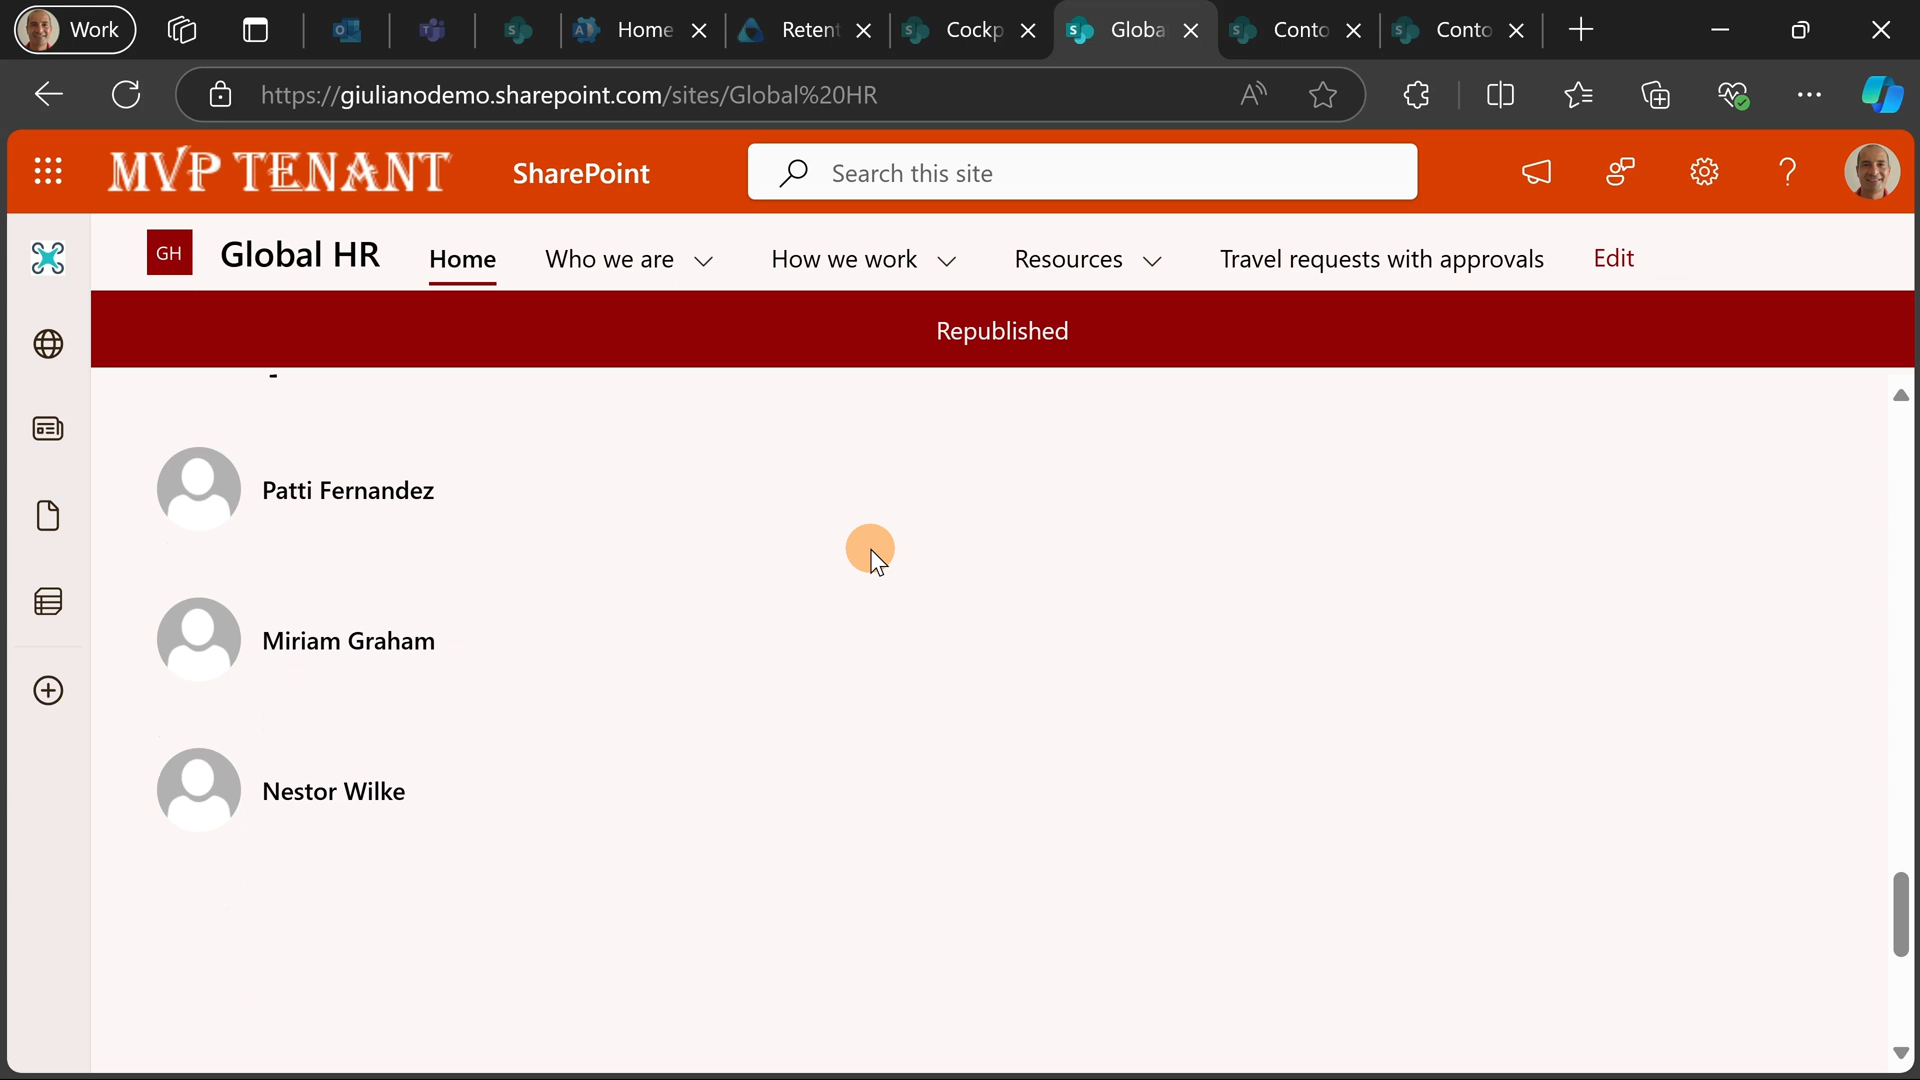 Work
Home
Retent
Cockp
Globa
Conto
Conto
https://giulianodemo.sharepoint.com/sites/Global%20HR
MVP TENANT
SharePoint
Search this site
GH
Global HR
Home
Who we are
How we work
Resources
Travel requests with approvals
Edit
Republished
Patti Fernandez
Miriam Graham
Nestor Wilke